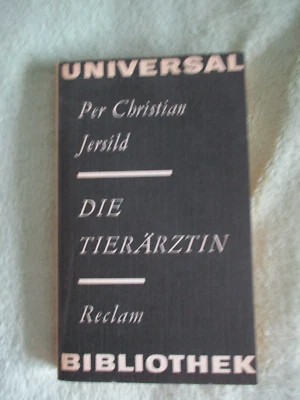 UNIVERSAL
Per Christian
Jersild
DIE
TIERÄRZTIN
Reclam
BIBLIOTHEK